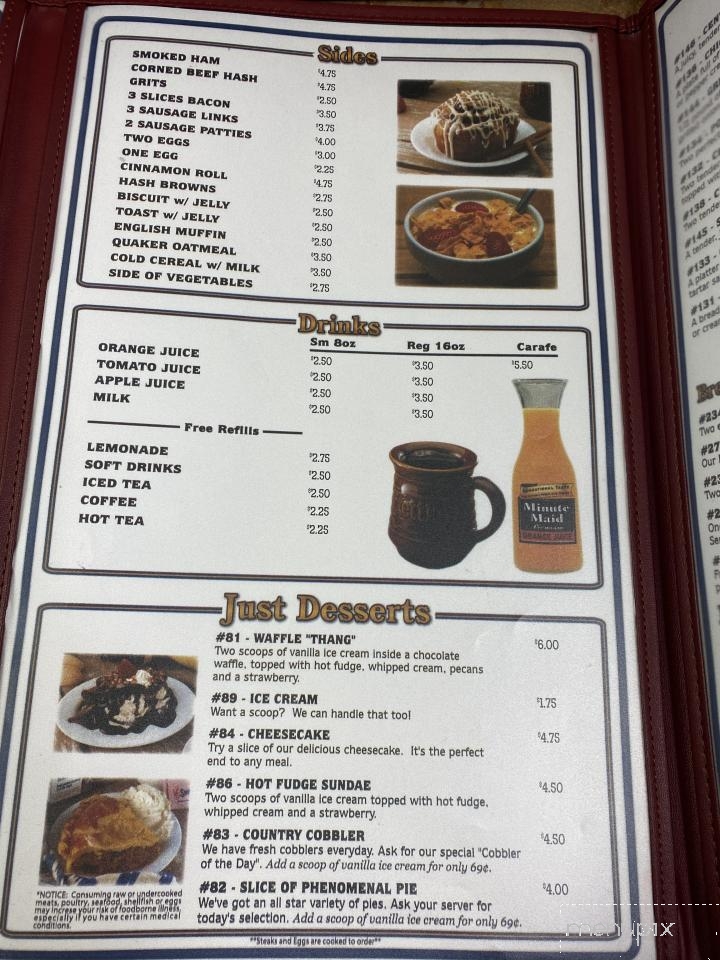 Sides
SMOKED HAM $4.75
CORNED BEEF HASH $4.75
GRITS $2.50
3 SLICES BACON $3.50
3 SAUSAGE LINKS $3.75
2 SAUSAGE PATTIES $4.00
TWO EGGS $3.00
ONE EGG $2.25
CINNAMON ROLL $4.75
HASH BROWNS $2.75
BISCUIT w/ JELLY $2.50
TOAST w/ JELLY $2.50
ENGLISH MUFFIN $2.50
QUAKER OATMEAL $3.50
COLD CEREAL w/ MILK $3.50
SIDE OF VEGETABLES $2.75
Drinks
Sm 8oz Reg 16oz Carafe
ORANGE JUICE $2.50 $3.50 $5.50
TOMATO JUICE $2.50 $3.50
APPLE JUICE $2.50 $3.50
MILK $2.50 $3.50
Free Refills
LEMONADE $2.75
SOFT DRINKS $2.50
ICED TEA $2.50
COFFEE $2.25
HOT TEA $2.25
Minute
Maid
ORANGE JUICE
Just Desserts
#81 - WAFFLE "THANG" $6.00
Two scoops of vanilla ice cream inside a chocolate
waffle, topped with hot fudge, whipped cream, pecans
and a strawberry.
#89 - ICE CREAM $1.75
Want a scoop? We can handle that too!
#84 - CHEESECAKE $4.75
Try a slice of our delicious cheesecake. It's the perfect
end to any meal.
#86 - HOT FUDGE SUNDAE $4.50
Two scoops of vanilla ice cream topped with hot fudge,
whipped cream and a strawberry.
#83 - COUNTRY COBBLER $4.50
We have fresh cobblers everyday. Ask for our special "Cobbler
of the Day". Add a scoop of vanilla ice cream for only 69¢.
#82 - SLICE OF PHENOMENAL PIE $4.00
We've got an all star variety of pies. Ask your server for
today's selection. Add a scoop of vanilla ice cream for only 69¢.
*NOTICE: Consuming raw or undercooked
meats, poultry, seafood, shellfish or eggs
may increase your risk of foodborne illness,
especially if you have certain medical
conditions.
**Steaks and Eggs are cooked to order**
menupix
#146
#136
#132
#138
#145
#133
#131